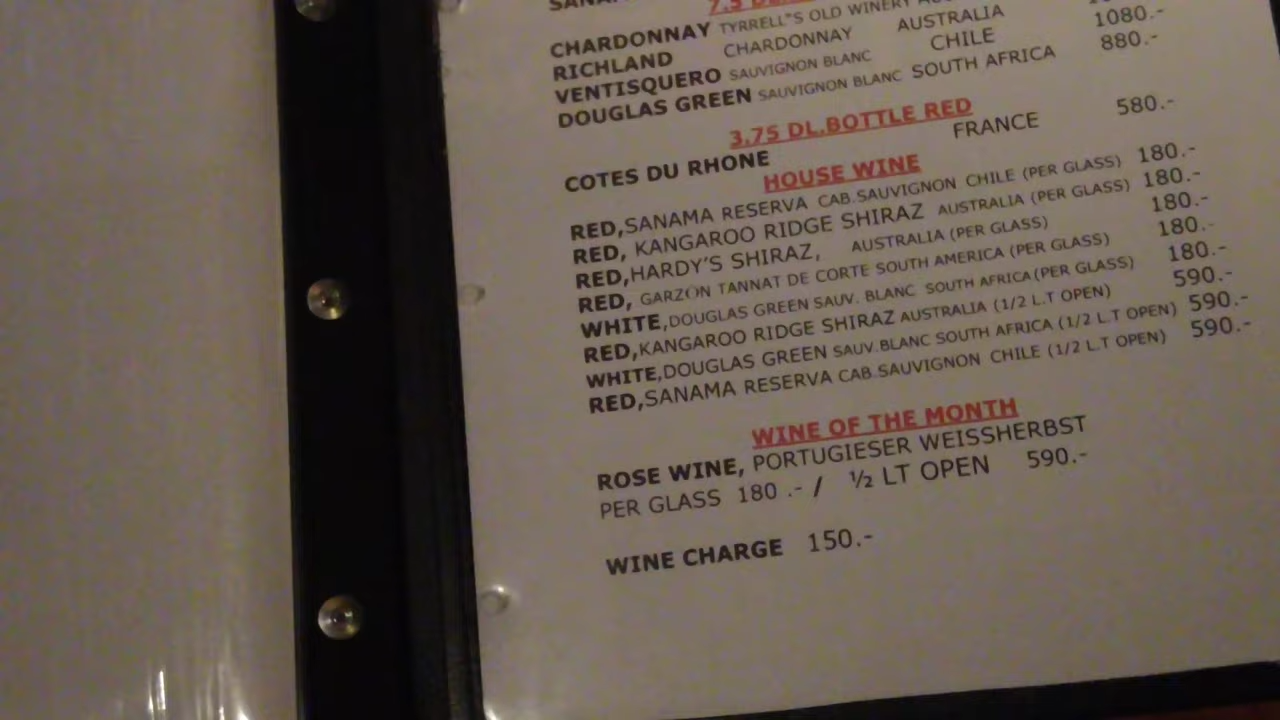 CHARDONNAY TYRRELL"S OLD WINERY AUSTRALIA
RICHLAND CHARDONNAY AUSTRALIA 1080.-
VENTISQUERO SAUVIGNON BLANC CHILE 880.-
DOUGLAS GREEN SAUVIGNON BLANC SOUTH AFRICA
3.75 DL.BOTTLE RED
COTES DU RHONE FRANCE 580.-
HOUSE WINE
RED,SANAMA RESERVA CAB.SAUVIGNON CHILE (PER GLASS) 180.-
RED, KANGAROO RIDGE SHIRAZ AUSTRALIA (PER GLASS) 180.-
RED,HARDY'S SHIRAZ, AUSTRALIA (PER GLASS) 180.-
RED, GARZON TANNAT DE CORTE SOUTH AMERICA (PER GLASS) 180.-
WHITE,DOUGLAS GREEN SAUV. BLANC SOUTH AFRICA(PER GLASS) 180.-
RED,KANGAROO RIDGE SHIRAZ AUSTRALIA (1/2 L.T OPEN) 590.-
WHITE,DOUGLAS GREEN SAUV.BLANC SOUTH AFRICA (1/2 L.T OPEN) 590.-
RED,SANAMA RESERVA CAB.SAUVIGNON CHILE (1/2 L.T OPEN) 590.-
WINE OF THE MONTH
ROSE WINE, PORTUGIESER WEISSHERBST
PER GLASS 180 .- / ½ LT OPEN 590.-
WINE CHARGE 150.-